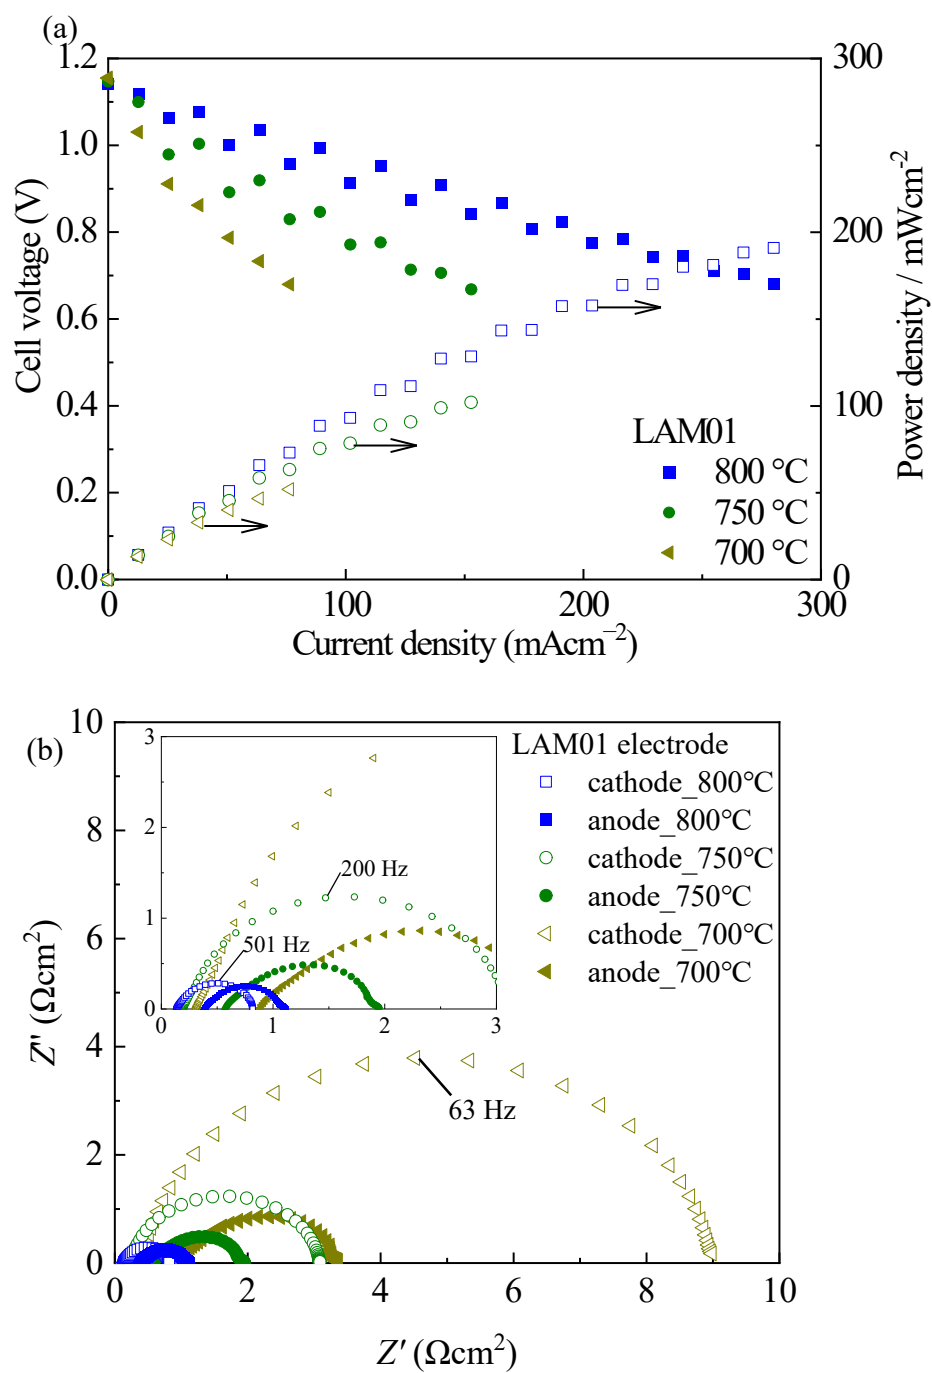 (a)
1.2
1.0
0.8
0.6
0.4
0.2
0.0
Cell voltage (V)
300
200
100
0
Power density / mWcm⁻²
LAM01
800 °C
750 °C
700 °C
0 100 200 300
Current density (mAcm⁻²)
(b)
10
8
6
4
2
0
Z'' (Ωcm²)
3
2
1
0
0 1 2 3
200 Hz
501 Hz
LAM01 electrode
cathode_800°C
anode_800°C
cathode_750°C
anode_750°C
cathode_700°C
anode_700°C
63 Hz
0 2 4 6 8 10
Z' (Ωcm²)